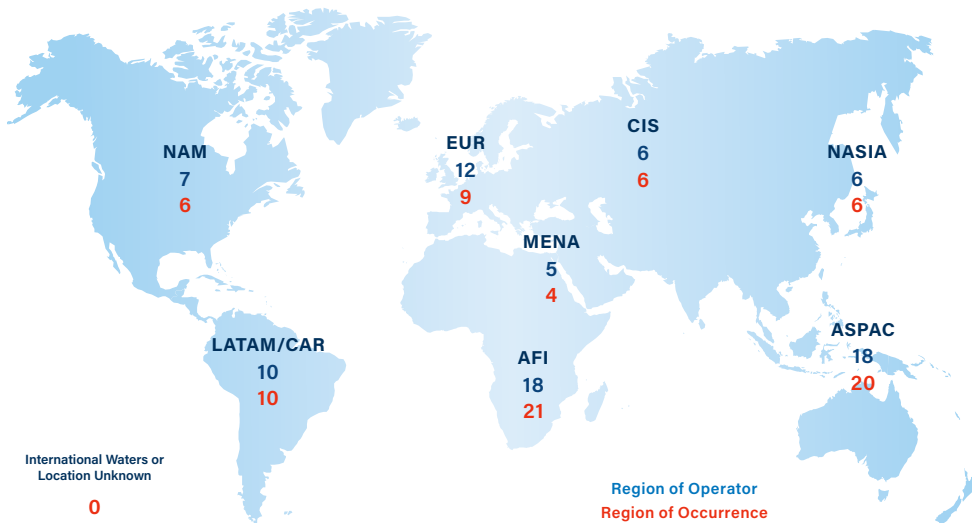 NAM
7
6
EUR
12
9
CIS
6
6
NASIA
6
6
MENA
5
4
LATAM/CAR
10
10
AFI
18
21
ASPAC
18
20
International Waters or
Location Unknown
0
Region of Operator
Region of Occurrence